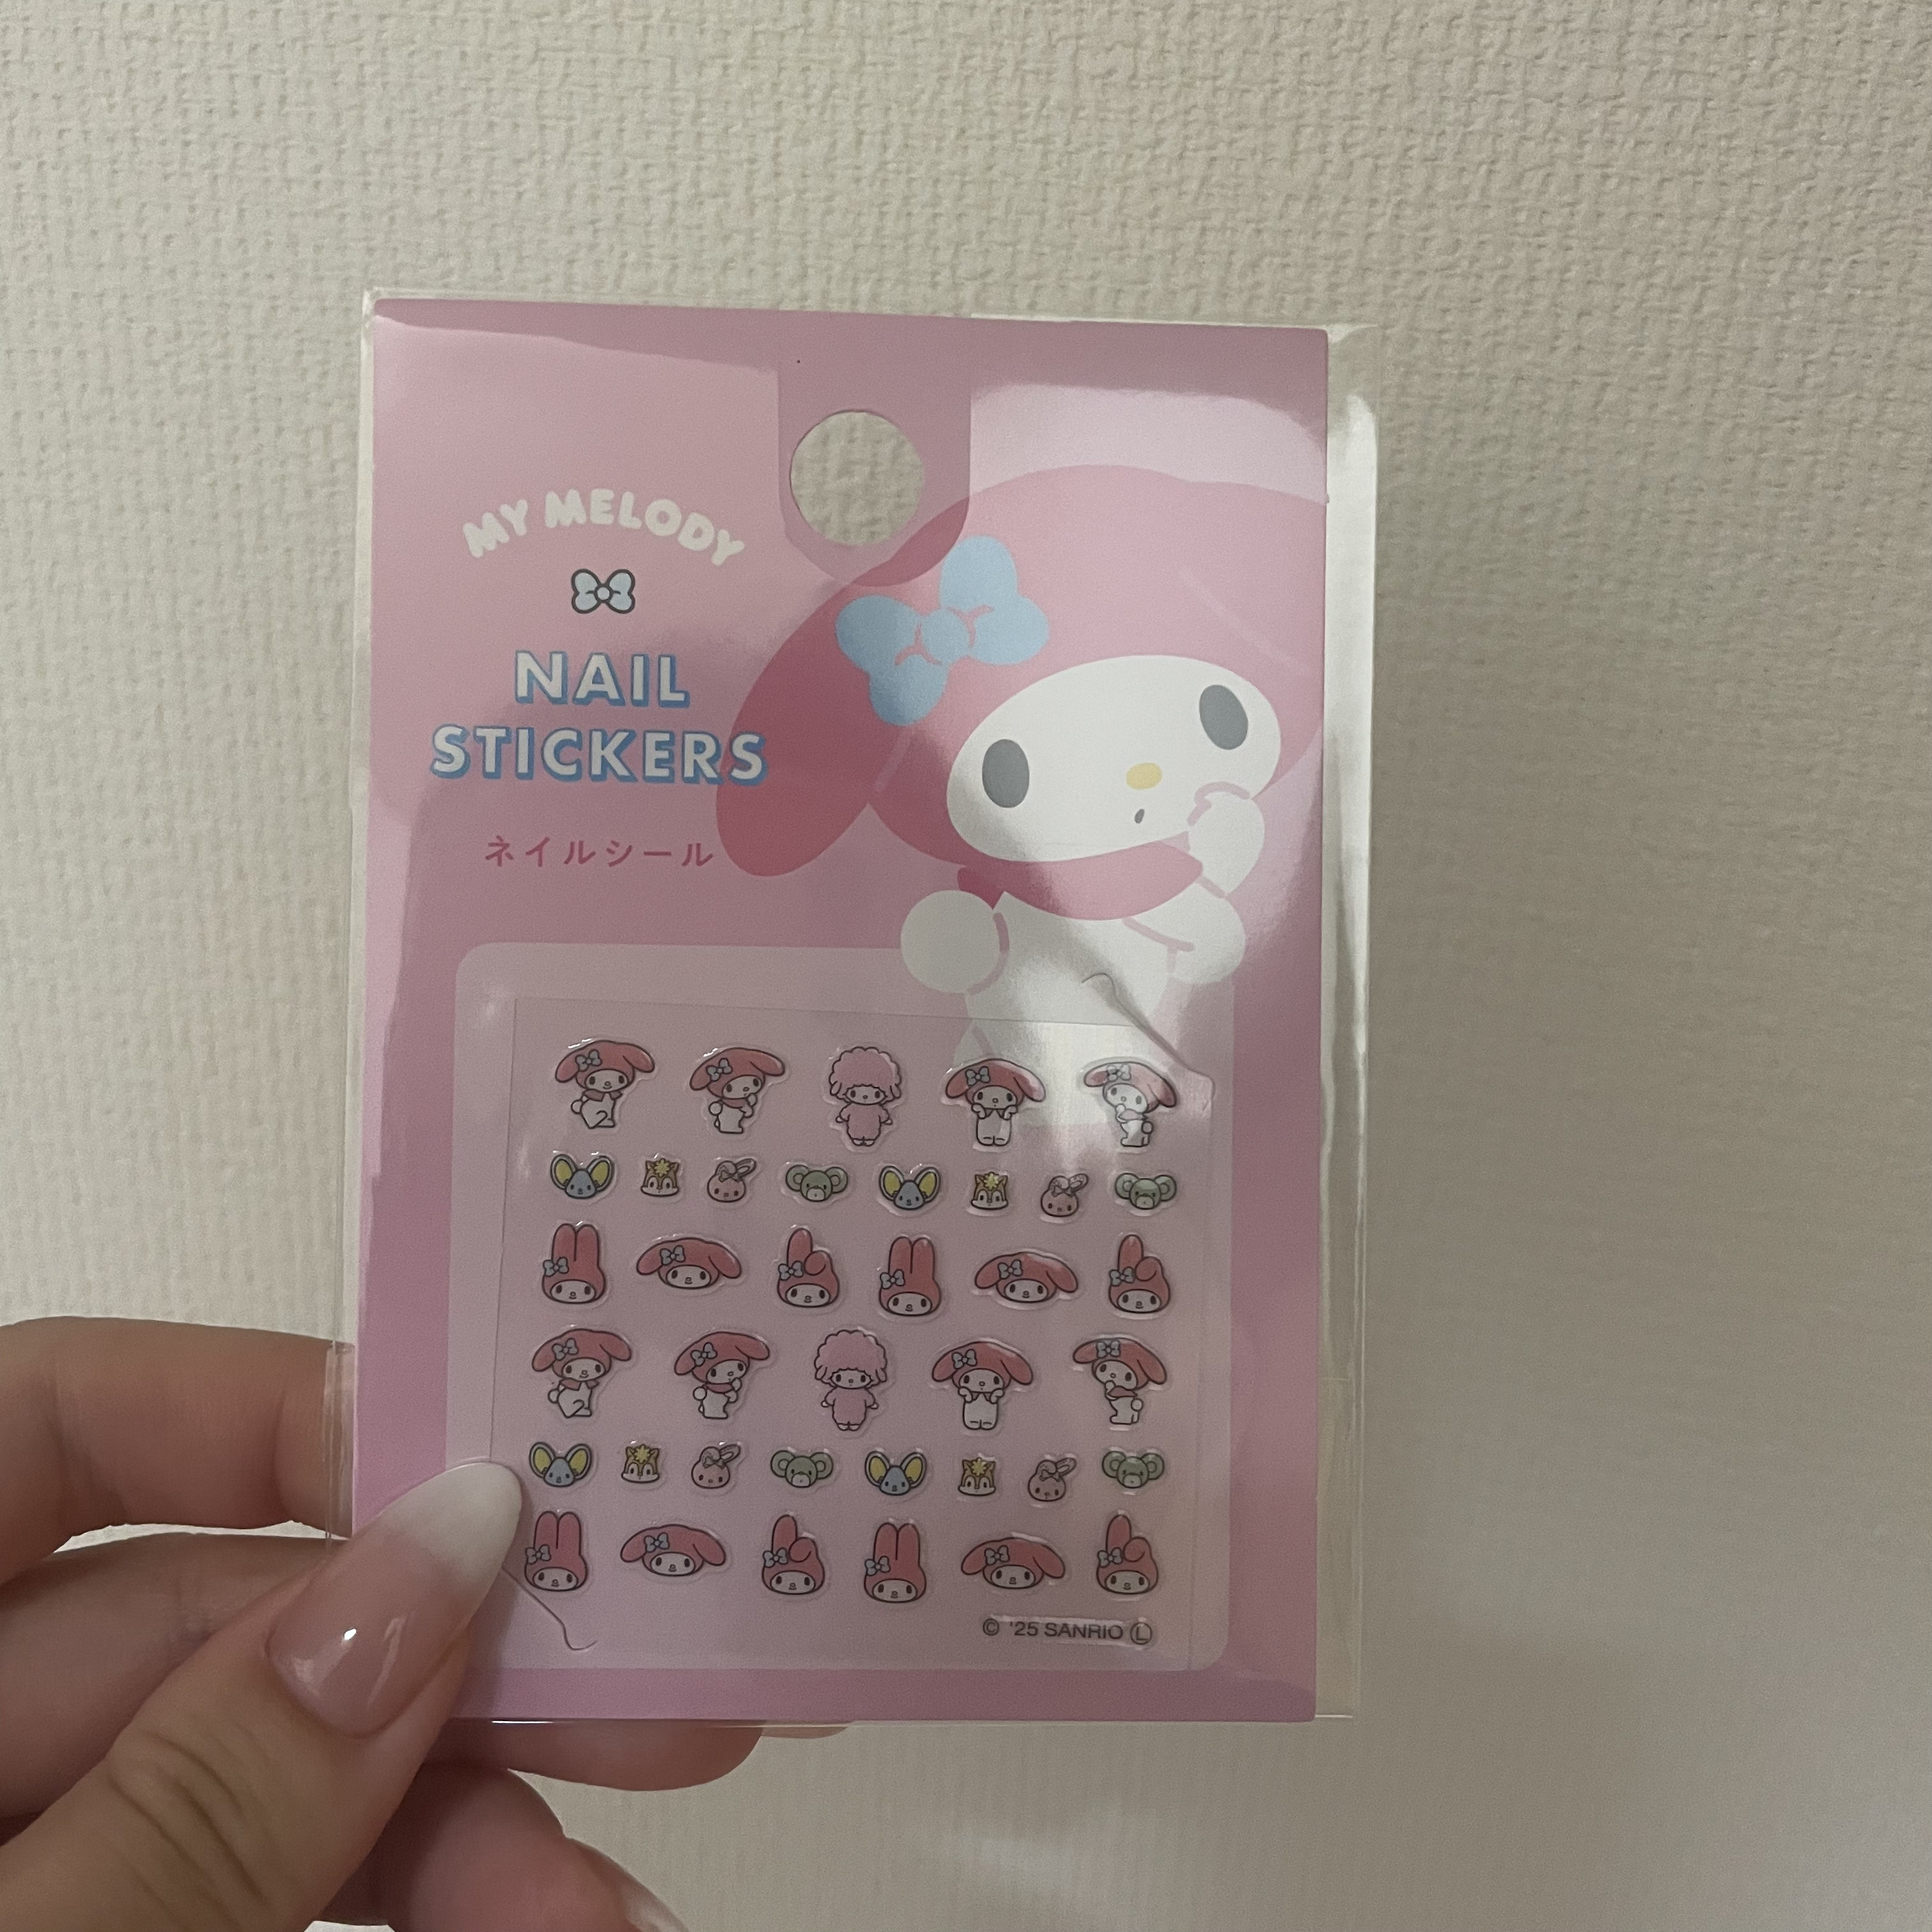 MY MELODY
NAIL
STICKERS
ネイルシール
© '25 SANRIO Ⓛ